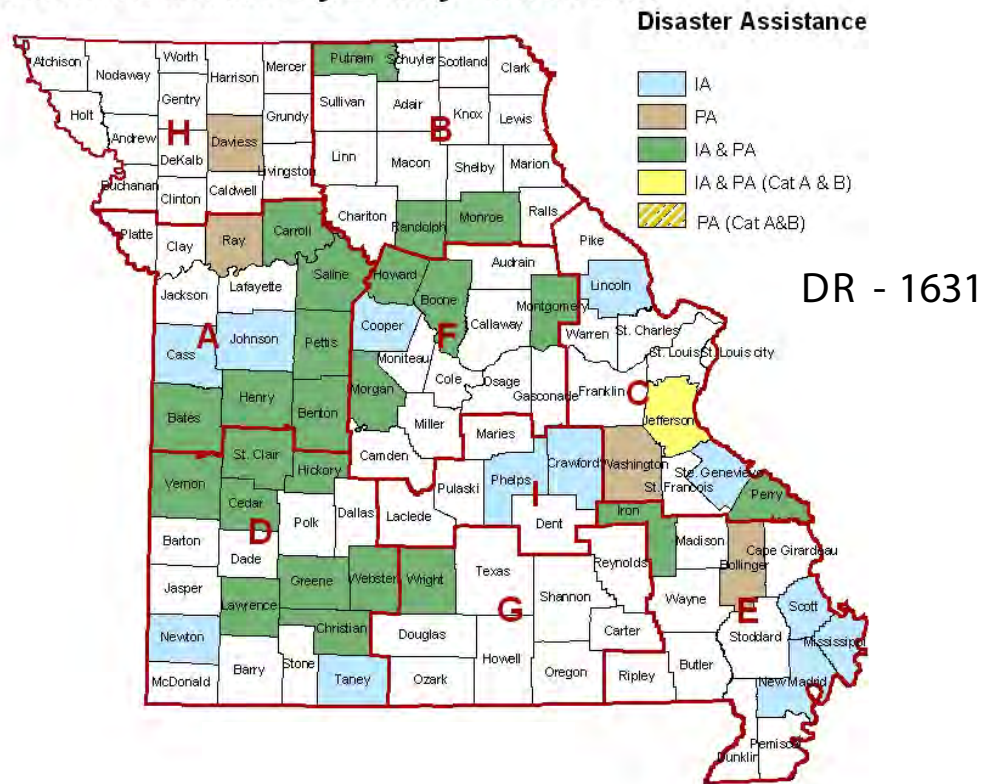 Disaster Assistance
IA
PA
IA & PA
IA & PA (Cat A & B)
PA (Cat A&B)
DR - 1631
Atchison
Nodaway
Worth
Harrison
Mercer
Putnam
Schuyler
Scotland
Clark
Gentry
Sullivan
Adair
Knox
Lewis
Holt
Andrew
H
DeKalb
Daviess
Grundy
B
Linn
Macon
Shelby
Marion
Buchanan
Clinton
Caldwell
Livingston
Chariton
Randolph
Monroe
Ralls
Pike
Platte
Clay
Ray
Carroll
Audrain
Howard
Boone
Saline
Jackson
Lafayette
Lincoln
Montgomery
Callaway
Cooper
A
Johnson
Pettis
F
Warren
St. Charles
St. Louis
St. Louis city
Cass
Moniteau
Cole
Osage
Gasconade
Franklin
C
Jefferson
Morgan
Henry
Benton
Bates
Miller
Maries
Camden
St. Clair
Hickory
Vernon
Cedar
Pulaski
Phelps
Crawford
Washington
Ste. Genevieve
St. Francois
Perry
I
Iron
Dent
Polk
Dallas
Laclede
D
Barton
Dade
Madison
Cape Girardeau
Bollinger
Reynolds
Jasper
Greene
Webster
Wright
Texas
Shannon
G
Wayne
E
Scott
Lawrence
Christian
Douglas
Carter
Stoddard
Mississippi
Newton
Barry
Stone
Taney
Ozark
Howell
Oregon
Ripley
Butler
New Madrid
McDonald
Dunklin
Pemiscot